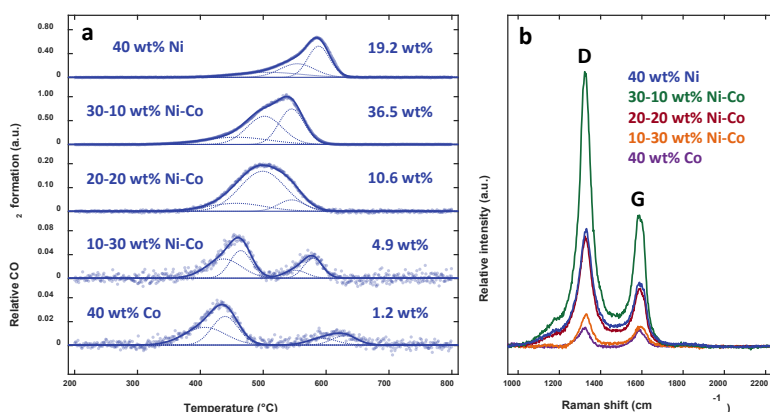 a
40 wt% Ni
19.2 wt%
0.80
0.40
0
30-10 wt% Ni-Co
36.5 wt%
1.00
0.50
0
20-20 wt% Ni-Co
10.6 wt%
0.20
0.20
0
10-30 wt% Ni-Co
4.9 wt%
0.08
0.04
0
40 wt% Co
1.2 wt%
0.04
0.02
0
200 300 400 500 600 700 800
Temperature (°C)
Relative CO
2 formation (a.u.)
b
D
G
40 wt% Ni
30-10 wt% Ni-Co
20-20 wt% Ni-Co
10-30 wt% Ni-Co
40 wt% Co
1000 1200 1400 1600 1800 2000 2200
Raman shift (cm
-1)
Relative intensity (a.u.)